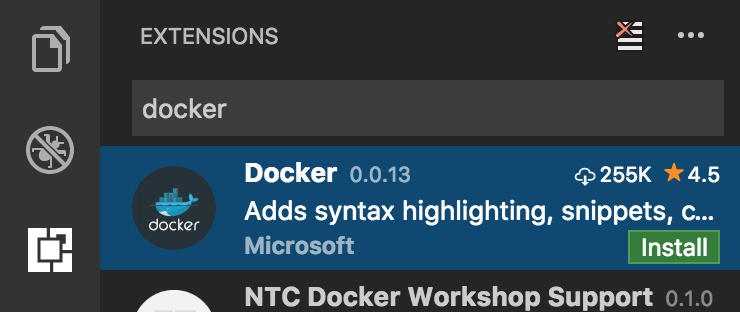 EXTENSIONS
docker
Docker 0.0.13 255K 4.5
Adds syntax highlighting, snippets, c...
docker
Microsoft Install
NTC Docker Workshop Support 0.1.0